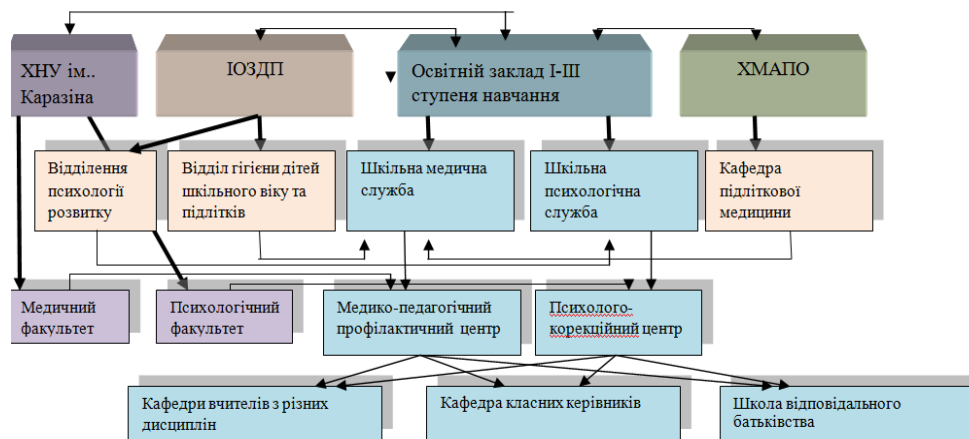 ХНУ ім..
Каразіна
ІОЗДП
Освітній заклад І-ІІІ
ступеня навчання
ХМАПО
Відділення
психології
розвитку
Відділ гігієни дітей
шкільного віку та
підлітків
Шкільна медична
служба
Шкільна
психологічна
служба
Кафедра
підліткової
медицини
Медичний
факультет
Психологічний
факультет
Медико-педагогічний
профілактичний центр
Психолого-
корекційний центр
Кафедри вчителів з різних
дисциплін
Кафедра класних керівників
Школа відповідального
батьківства